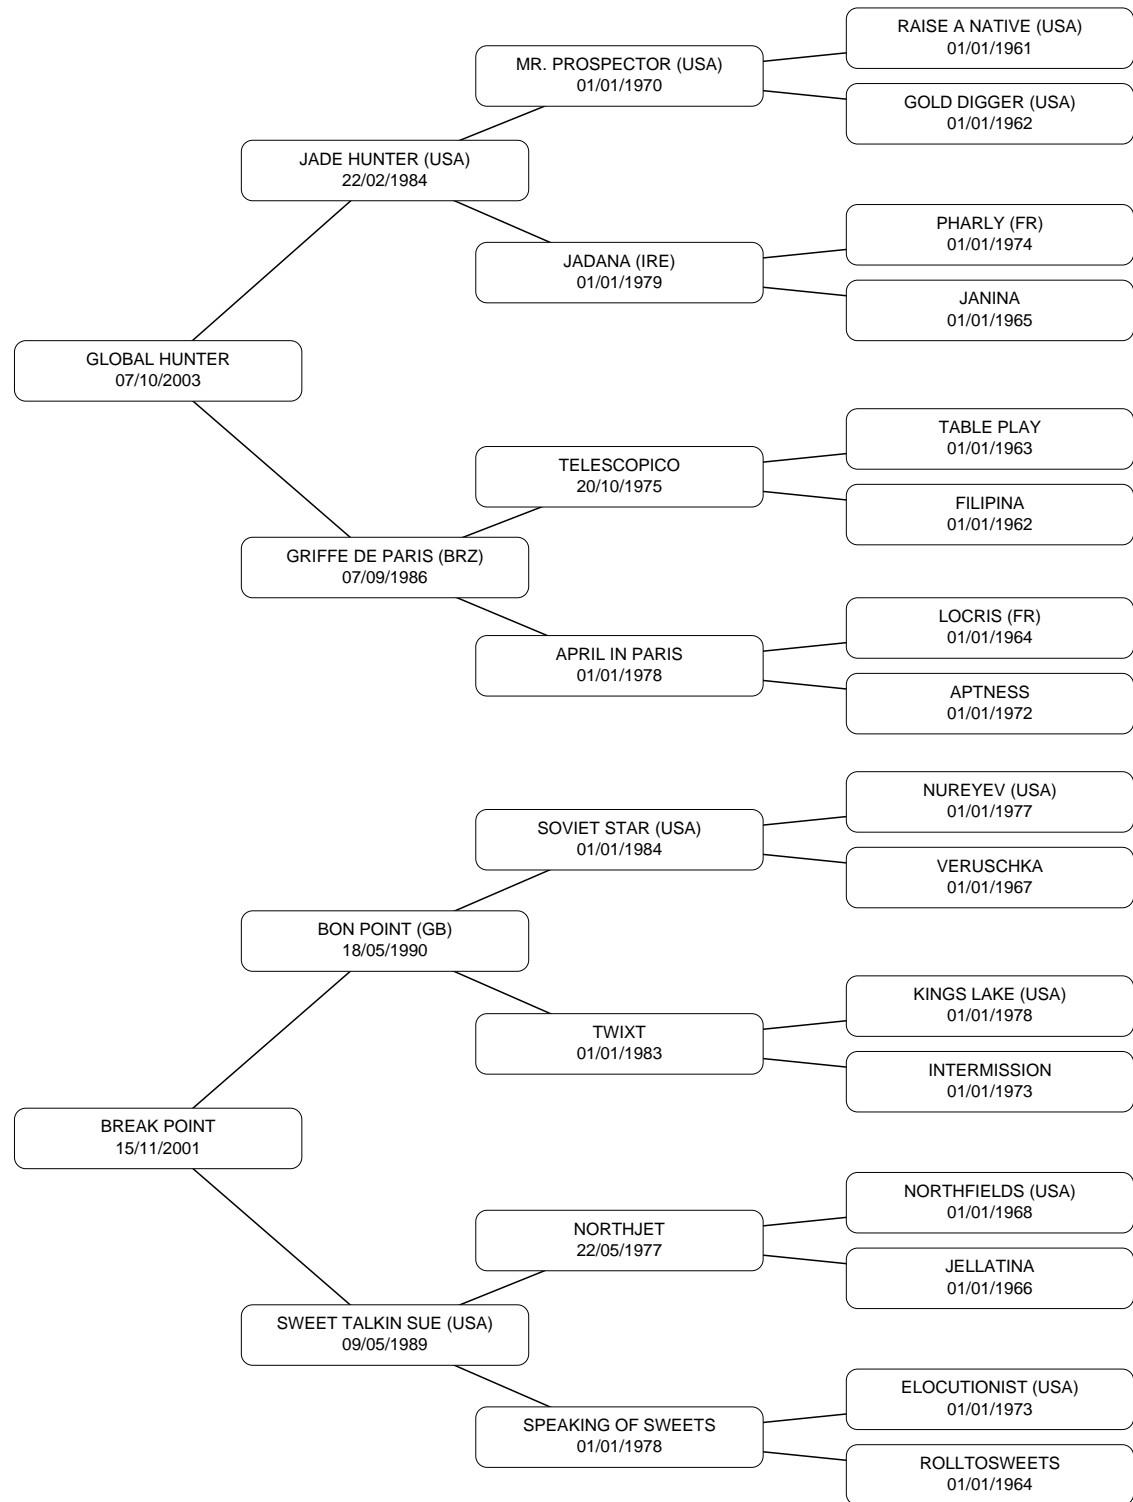 RAISE A NATIVE (USA)
01/01/1961
MR. PROSPECTOR (USA)
01/01/1970
GOLD DIGGER (USA)
01/01/1962
JADE HUNTER (USA)
22/02/1984
PHARLY (FR)
01/01/1974
JADANA (IRE)
01/01/1979
JANINA
01/01/1965
GLOBAL HUNTER
07/10/2003
TABLE PLAY
01/01/1963
TELESCOPICO
20/10/1975
FILIPINA
01/01/1962
GRIFFE DE PARIS (BRZ)
07/09/1986
LOCRIS (FR)
01/01/1964
APRIL IN PARIS
01/01/1978
APTNESS
01/01/1972
NUREYEV (USA)
01/01/1977
SOVIET STAR (USA)
01/01/1984
VERUSCHKA
01/01/1967
BON POINT (GB)
18/05/1990
KINGS LAKE (USA)
01/01/1978
TWIXT
01/01/1983
INTERMISSION
01/01/1973
BREAK POINT
15/11/2001
NORTHFIELDS (USA)
01/01/1968
NORTHJET
22/05/1977
JELLATINA
01/01/1966
SWEET TALKIN SUE (USA)
09/05/1989
ELOCUTIONIST (USA)
01/01/1973
SPEAKING OF SWEETS
01/01/1978
ROLLTOSWEETS
01/01/1964